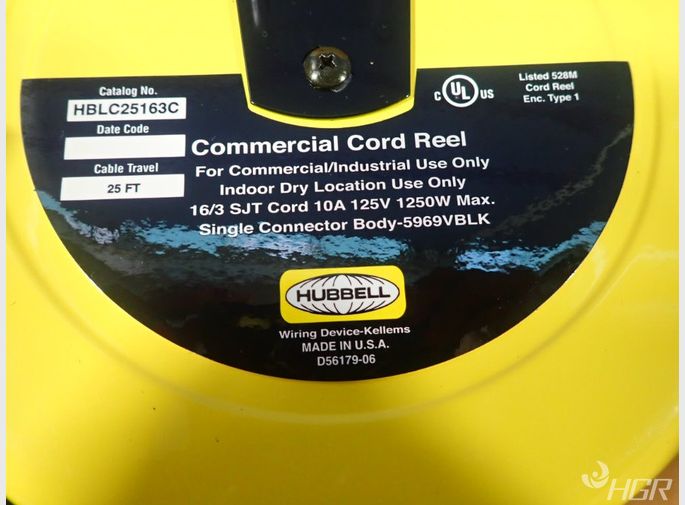 Catalog No.
HBLC25163C
Date Code
Cable Travel
25 FT
C UL US
Listed 528M
Cord Reel
Enc. Type 1
Commercial Cord Reel
For Commercial/Industrial Use Only
Indoor Dry Location Use Only
16/3 SJT Cord 10A 125V 1250W Max.
Single Connector Body-5969VBLK
HUBBELL
Wiring Device-Kellems
MADE IN U.S.A.
D56179-06
HGR